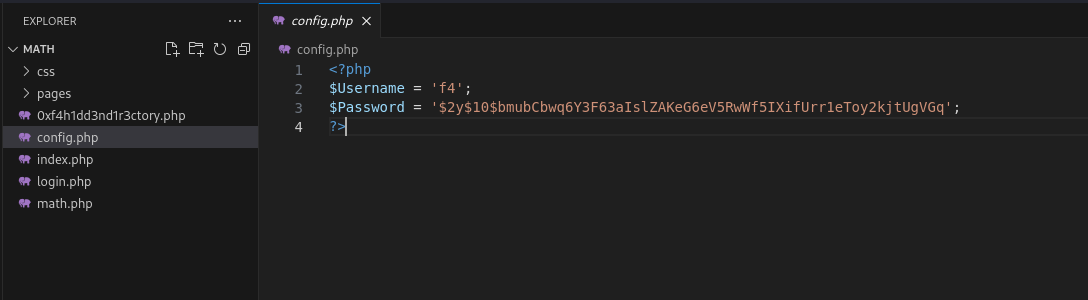 EXPLORER
MATH
css
pages
0xf4h1dd3nd1r3ctory.php
config.php
index.php
login.php
math.php
config.php
config.php
1 <?php
2 $Username = 'f4';
3 $Password = '$2y$10$bmubCbwq6Y3F63aIslZAKeG6eV5RwWf5IXifUrr1eToy2kjtUgVGq';
4 ?>